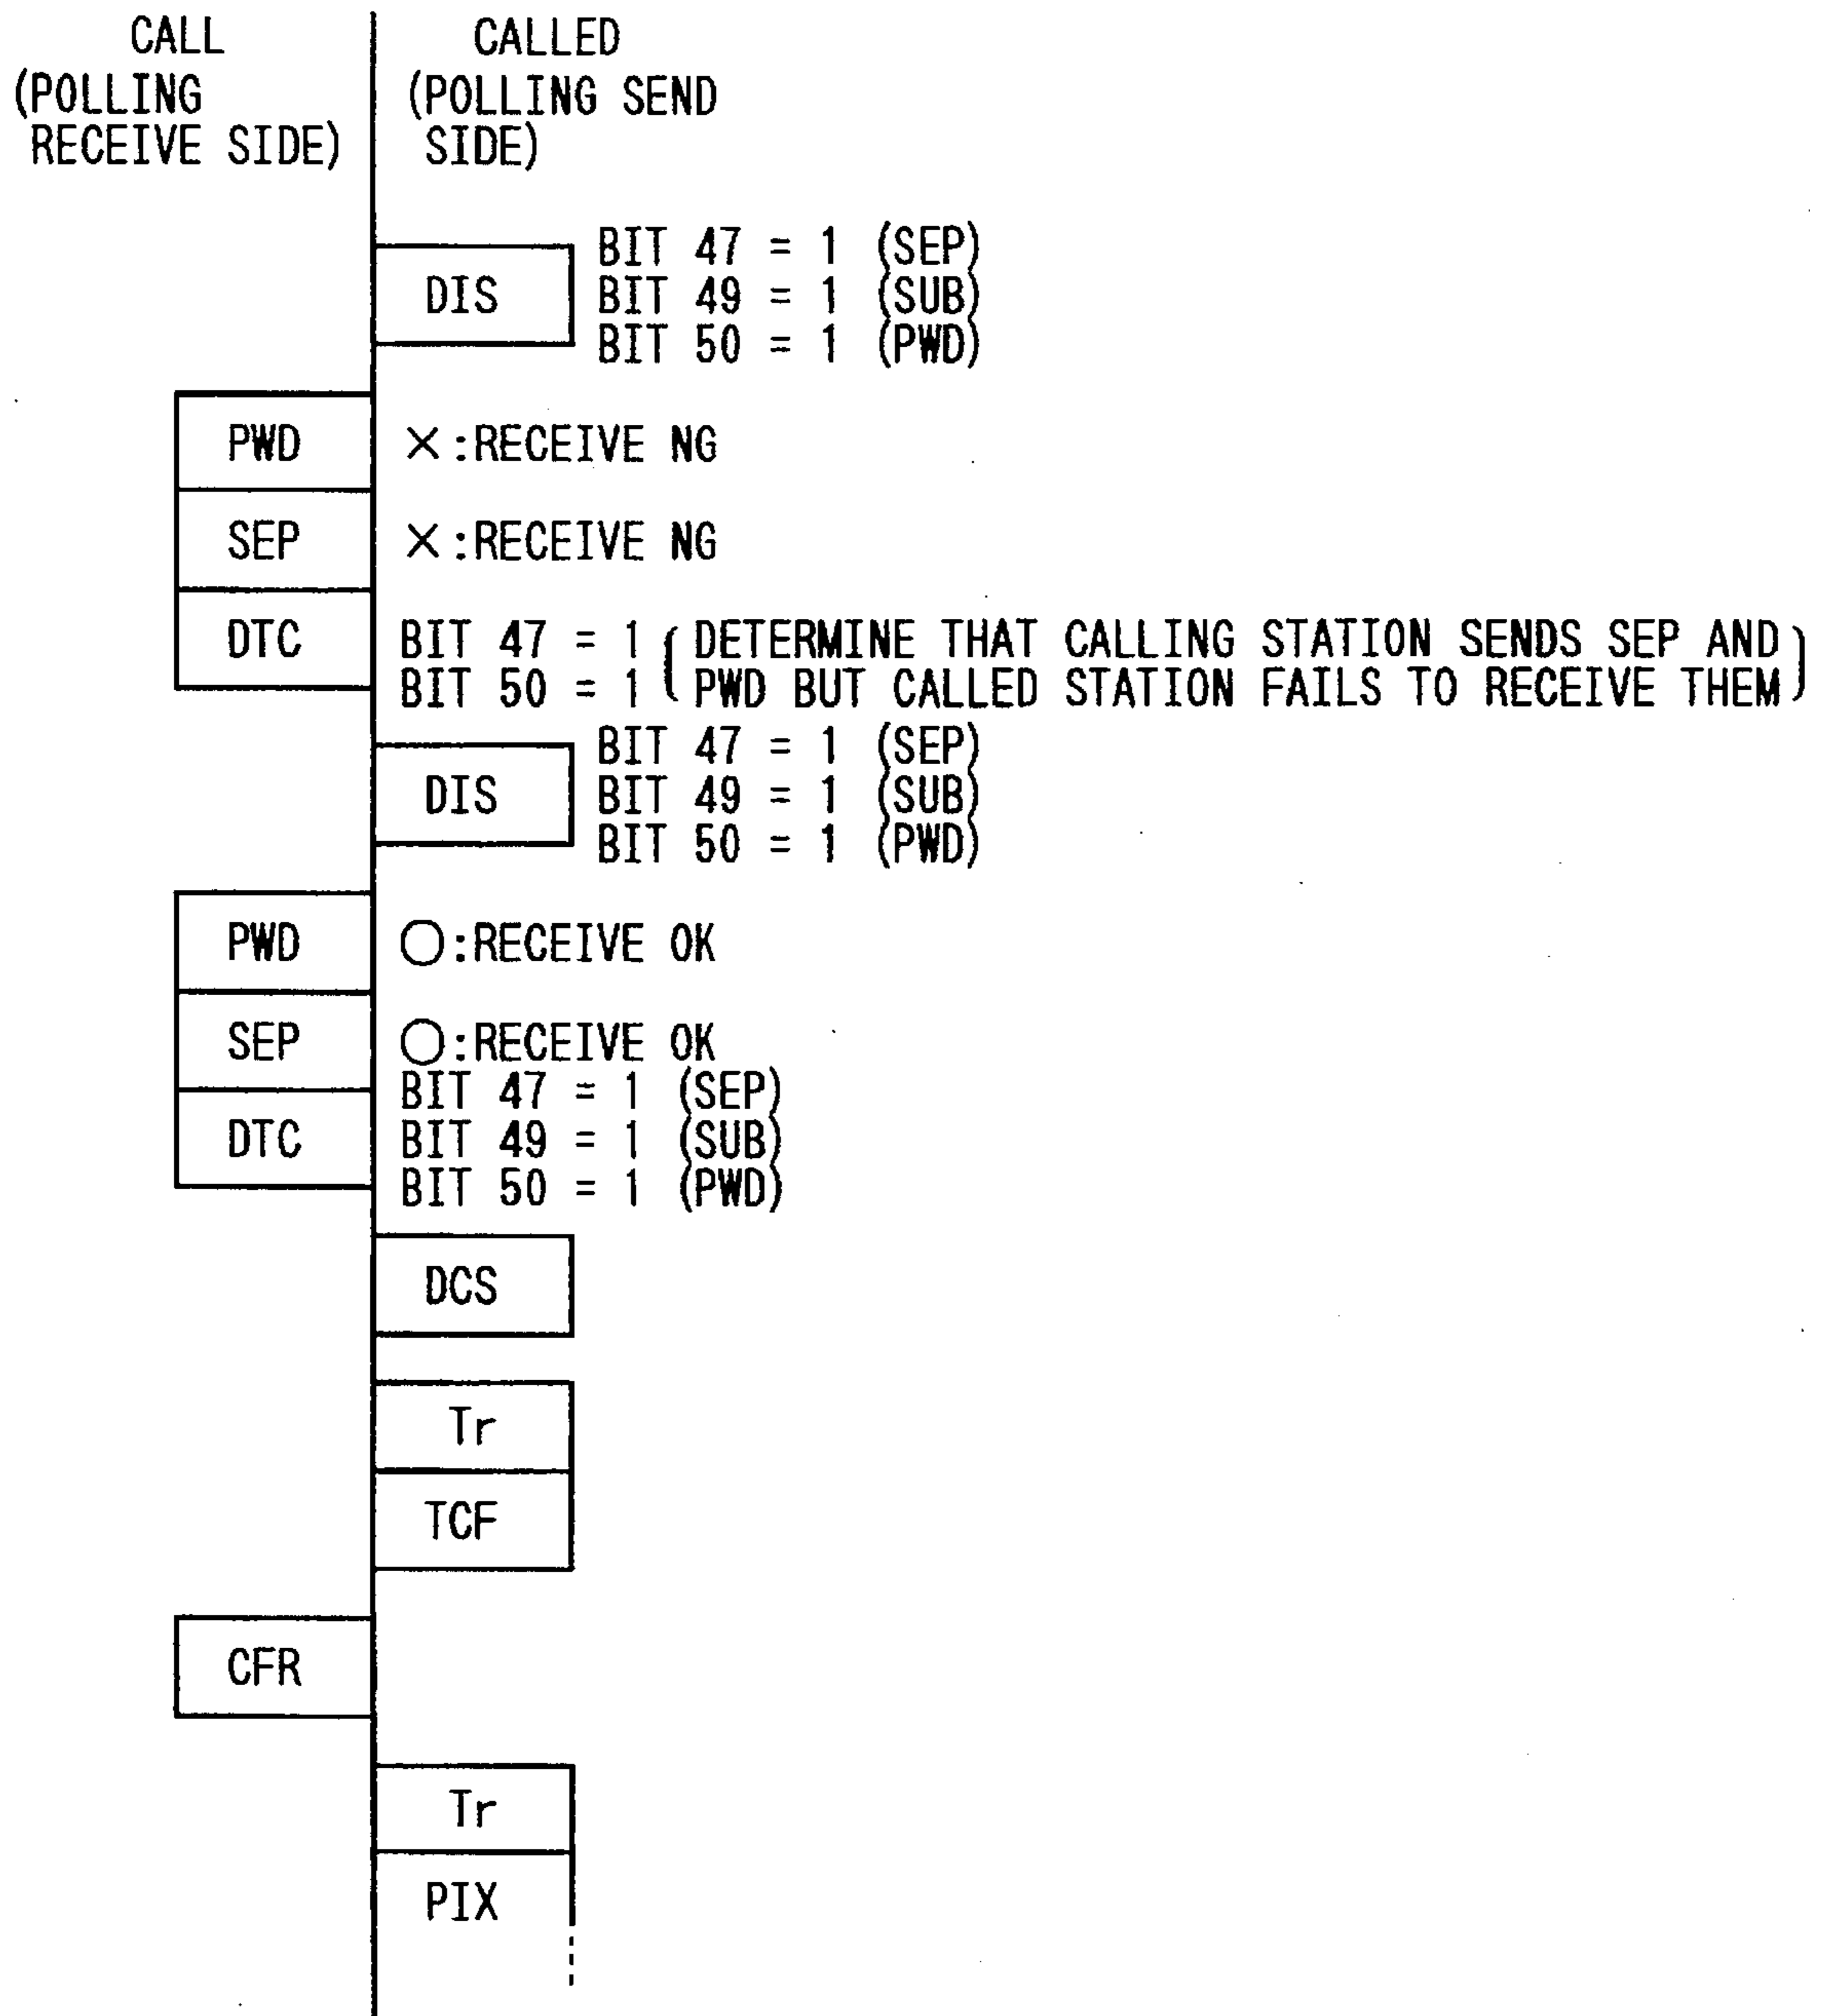 CALL
(POLLING
RECEIVE SIDE)
CALLED
(POLLING SEND
SIDE)
DIS
BIT 47 = 1 (SEP)
BIT 49 = 1 (SUB)
BIT 50 = 1 (PWD)
PWD
×:RECEIVE NG
SEP
×:RECEIVE NG
DTC
BIT 47 = 1 ( DETERMINE THAT CALLING STATION SENDS SEP AND
BIT 50 = 1 PWD BUT CALLED STATION FAILS TO RECEIVE THEM )
DIS
BIT 47 = 1 (SEP)
BIT 49 = 1 (SUB)
BIT 50 = 1 (PWD)
PWD
○:RECEIVE OK
SEP
○:RECEIVE OK
DTC
BIT 47 = 1 (SEP)
BIT 49 = 1 (SUB)
BIT 50 = 1 (PWD)
DCS
Tr
TCF
CFR
Tr
PIX